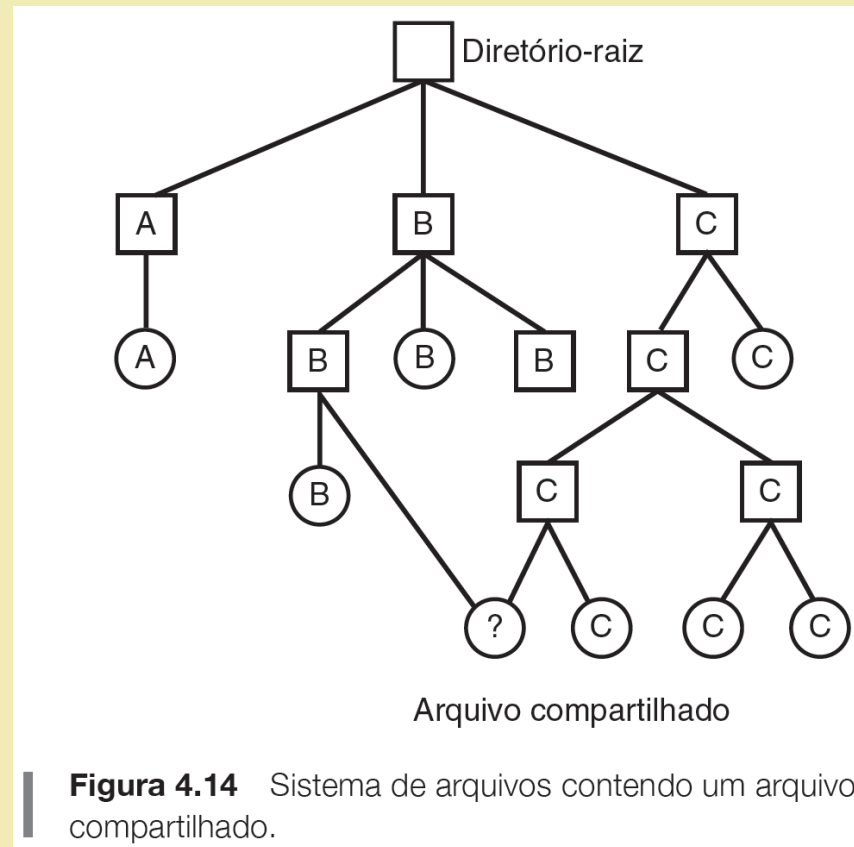 Diretório-raiz
A B C
A B B B C C
B C C
? C C C
Arquivo compartilhado
Figura 4.14 Sistema de arquivos contendo um arquivo
compartilhado.